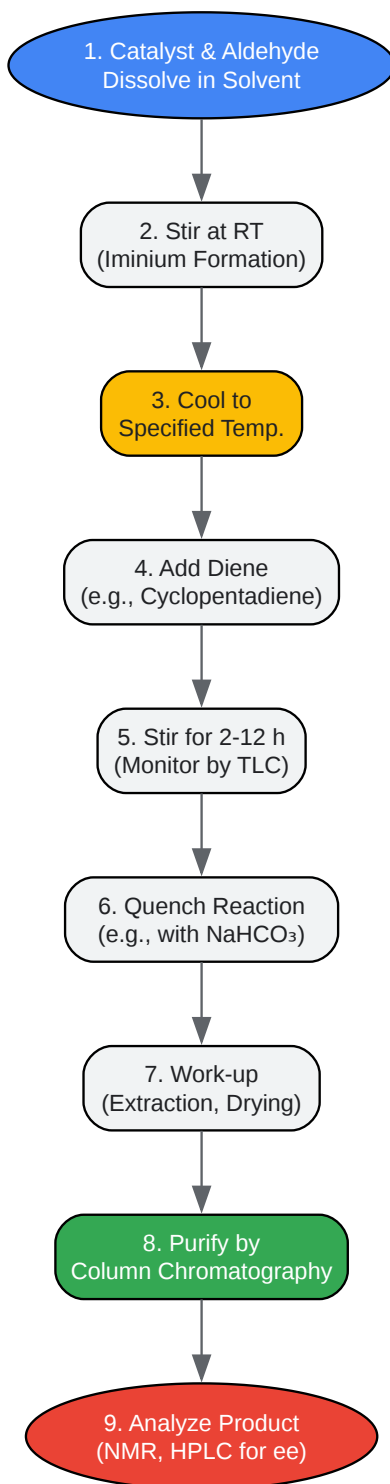 1. Catalyst & Aldehyde
Dissolve in Solvent
2. Stir at RT
(Iminium Formation)
3. Cool to
Specified Temp.
4. Add Diene
(e.g., Cyclopentadiene)
5. Stir for 2-12 h
(Monitor by TLC)
6. Quench Reaction
(e.g., with NaHCO₃)
7. Work-up
(Extraction, Drying)
8. Purify by
Column Chromatography
9. Analyze Product
(NMR, HPLC for ee)